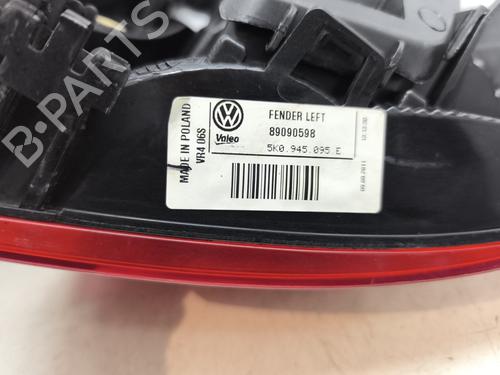 MADE IN POLAND
VR4.06S
Valeo
FENDER LEFT
89090598
5K0.945.095 E
B-PARTS